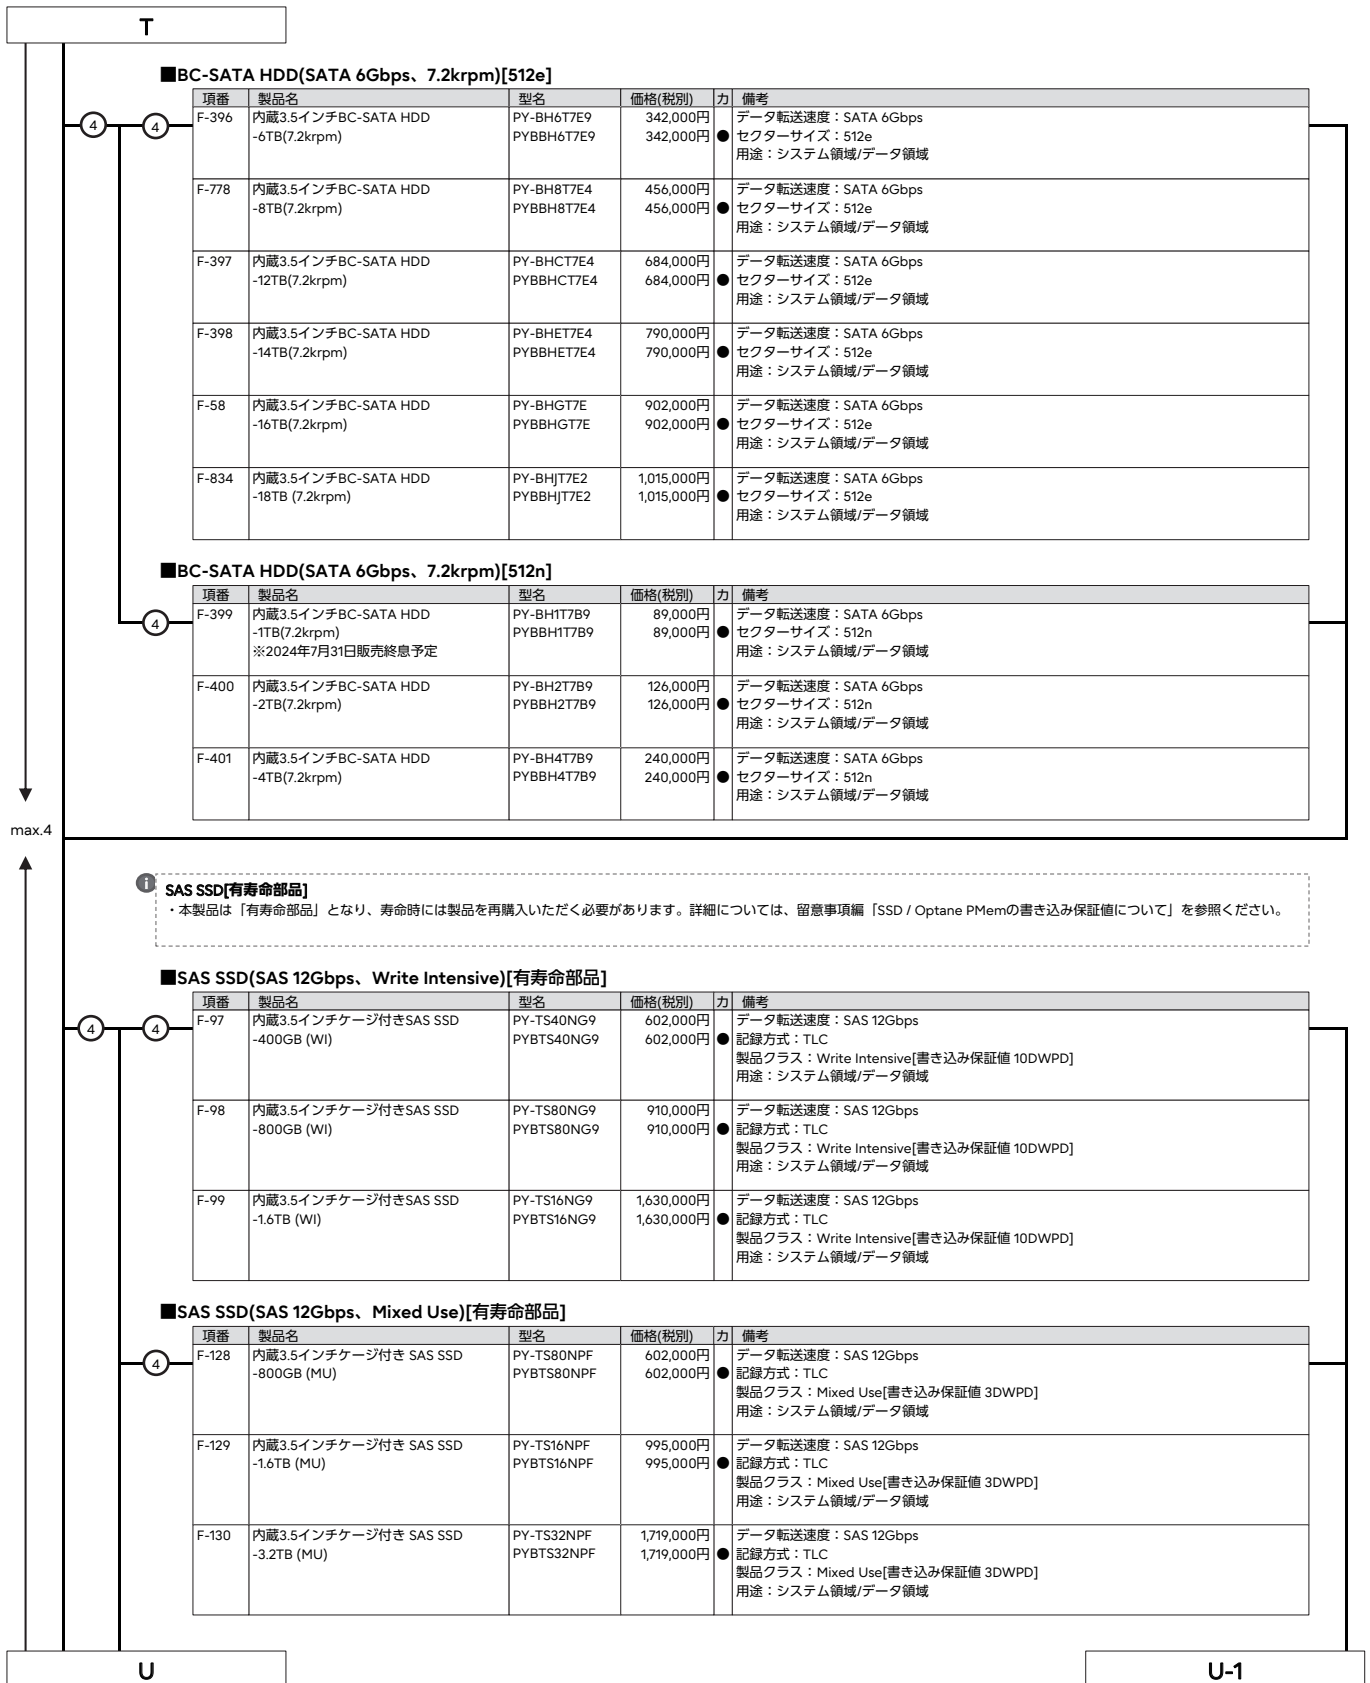 T
■BC-SATA HDD(SATA 6Gbps、7.2krpm)[512e]
項番 製品名 型名 価格(税別) カ 備考
F-396 内蔵3.5インチBC-SATA HDD PY-BH6T7E9 342,000円 データ転送速度：SATA 6Gbps
-6TB(7.2krpm) PYBBH6T7E9 342,000円 ● セクターサイズ：512e
用途：システム領域/データ領域
F-778 内蔵3.5インチBC-SATA HDD PY-BH8T7E4 456,000円 データ転送速度：SATA 6Gbps
-8TB(7.2krpm) PYBBH8T7E4 456,000円 ● セクターサイズ：512e
用途：システム領域/データ領域
F-397 内蔵3.5インチBC-SATA HDD PY-BHCT7E4 684,000円 データ転送速度：SATA 6Gbps
-12TB(7.2krpm) PYBBHCT7E4 684,000円 ● セクターサイズ：512e
用途：システム領域/データ領域
F-398 内蔵3.5インチBC-SATA HDD PY-BHET7E4 790,000円 データ転送速度：SATA 6Gbps
-14TB(7.2krpm) PYBBHET7E4 790,000円 ● セクターサイズ：512e
用途：システム領域/データ領域
F-58 内蔵3.5インチBC-SATA HDD PY-BHGT7E 902,000円 データ転送速度：SATA 6Gbps
-16TB(7.2krpm) PYBBHGT7E 902,000円 ● セクターサイズ：512e
用途：システム領域/データ領域
F-834 内蔵3.5インチBC-SATA HDD PY-BHJT7E2 1,015,000円 データ転送速度：SATA 6Gbps
-18TB (7.2krpm) PYBBHJT7E2 1,015,000円 ● セクターサイズ：512e
用途：システム領域/データ領域
4 4
■BC-SATA HDD(SATA 6Gbps、7.2krpm)[512n]
項番 製品名 型名 価格(税別) カ 備考
F-399 内蔵3.5インチBC-SATA HDD PY-BH1T7B9 89,000円 データ転送速度：SATA 6Gbps
-1TB(7.2krpm) PYBBH1T7B9 89,000円 ● セクターサイズ：512n
※2024年7月31日販売終息予定 用途：システム領域/データ領域
F-400 内蔵3.5インチBC-SATA HDD PY-BH2T7B9 126,000円 データ転送速度：SATA 6Gbps
-2TB(7.2krpm) PYBBH2T7B9 126,000円 ● セクターサイズ：512n
用途：システム領域/データ領域
F-401 内蔵3.5インチBC-SATA HDD PY-BH4T7B9 240,000円 データ転送速度：SATA 6Gbps
-4TB(7.2krpm) PYBBH4T7B9 240,000円 ● セクターサイズ：512n
用途：システム領域/データ領域
4
max.4
i SAS SSD[有寿命部品]
・本製品は「有寿命部品」となり、寿命時には製品を再購入いただく必要があります。詳細については、留意事項編「SSD / Optane PMemの書き込み保証値について」を参照ください。
■SAS SSD(SAS 12Gbps、Write Intensive)[有寿命部品]
項番 製品名 型名 価格(税別) カ 備考
F-97 内蔵3.5インチケージ付きSAS SSD PY-TS40NG9 602,000円 データ転送速度：SAS 12Gbps
-400GB (WI) PYBTS40NG9 602,000円 ● 記録方式：TLC
製品クラス：Write Intensive[書き込み保証値 10DWPD]
用途：システム領域/データ領域
F-98 内蔵3.5インチケージ付きSAS SSD PY-TS80NG9 910,000円 データ転送速度：SAS 12Gbps
-800GB (WI) PYBTS80NG9 910,000円 ● 記録方式：TLC
製品クラス：Write Intensive[書き込み保証値 10DWPD]
用途：システム領域/データ領域
F-99 内蔵3.5インチケージ付きSAS SSD PY-TS16NG9 1,630,000円 データ転送速度：SAS 12Gbps
-1.6TB (WI) PYBTS16NG9 1,630,000円 ● 記録方式：TLC
製品クラス：Write Intensive[書き込み保証値 10DWPD]
用途：システム領域/データ領域
4 4
■SAS SSD(SAS 12Gbps、Mixed Use)[有寿命部品]
項番 製品名 型名 価格(税別) カ 備考
F-128 内蔵3.5インチケージ付き SAS SSD PY-TS80NPF 602,000円 データ転送速度：SAS 12Gbps
-800GB (MU) PYBTS80NPF 602,000円 ● 記録方式：TLC
製品クラス：Mixed Use[書き込み保証値 3DWPD]
用途：システム領域/データ領域
F-129 内蔵3.5インチケージ付き SAS SSD PY-TS16NPF 995,000円 データ転送速度：SAS 12Gbps
-1.6TB (MU) PYBTS16NPF 995,000円 ● 記録方式：TLC
製品クラス：Mixed Use[書き込み保証値 3DWPD]
用途：システム領域/データ領域
F-130 内蔵3.5インチケージ付き SAS SSD PY-TS32NPF 1,719,000円 データ転送速度：SAS 12Gbps
-3.2TB (MU) PYBTS32NPF 1,719,000円 ● 記録方式：TLC
製品クラス：Mixed Use[書き込み保証値 3DWPD]
用途：システム領域/データ領域
4
U U-1